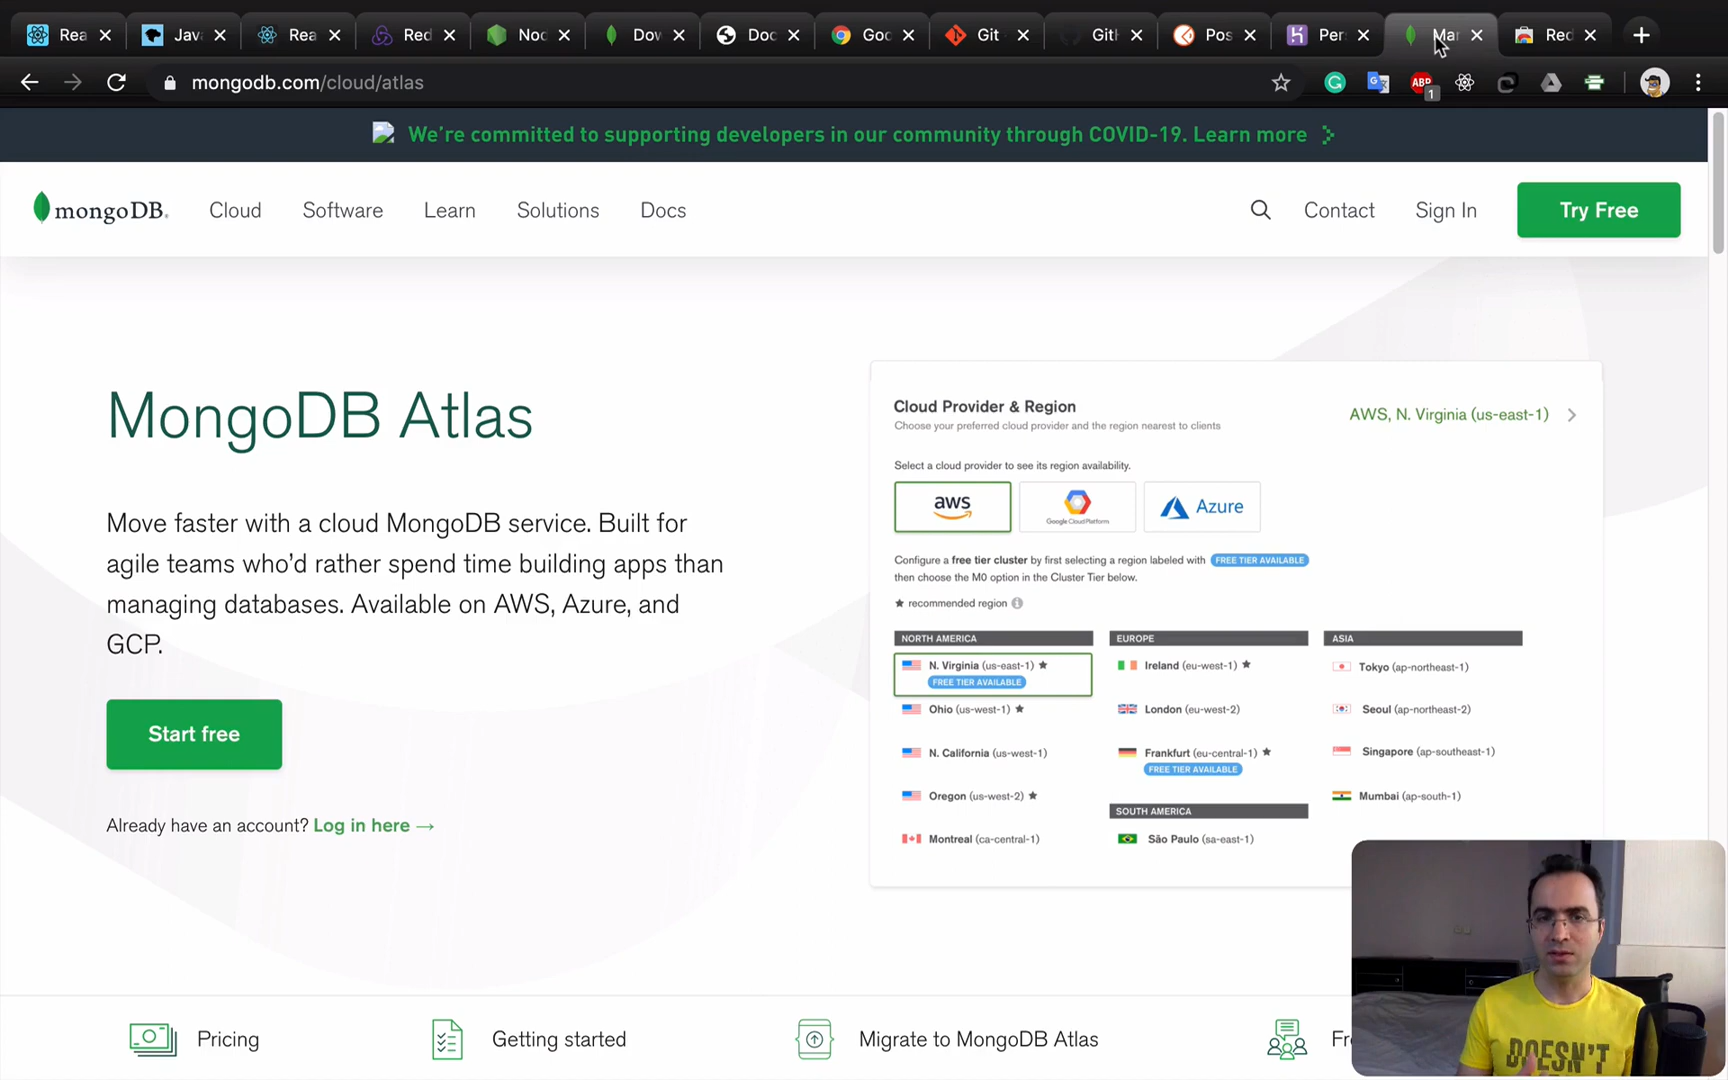 Rea
Jav
Rea
Red
Noc
Dow
Doc
Goo
Git
GitH
Pos
Per
Mar
Red
mongodb.com/cloud/atlas
ABP
1
We're committed to supporting developers in our community through COVID-19. Learn more
mongoDB.
Cloud
Software
Learn
Solutions
Docs
Contact
Sign In
Try Free
MongoDB Atlas
Move faster with a cloud MongoDB service. Built for
agile teams who'd rather spend time building apps than
managing databases. Available on AWS, Azure, and
GCP.
Start free
Already have an account? Log in here →
Cloud Provider & Region
Choose your preferred cloud provider and the region nearest to clients
AWS, N. Virginia (us-east-1)
Select a cloud provider to see its region availability.
aws
Google Cloud Platform
Azure
Configure a free tier cluster by first selecting a region labeled with FREE TIER AVAILABLE
then choose the M0 option in the Cluster Tier below.
★ recommended region
NORTH AMERICA
N. Virginia (us-east-1) ★
FREE TIER AVAILABLE
Ohio (us-west-1) ★
N. California (us-west-1)
Oregon (us-west-2) ★
Montreal (ca-central-1)
EUROPE
Ireland (eu-west-1) ★
London (eu-west-2)
Frankfurt (eu-central-1) ★
FREE TIER AVAILABLE
SOUTH AMERICA
São Paulo (sa-east-1)
ASIA
Tokyo (ap-northeast-1)
Seoul (ap-northeast-2)
Singapore (ap-southeast-1)
Mumbai (ap-south-1)
Pricing
Getting started
Migrate to MongoDB Atlas
Fr
DOESN'T